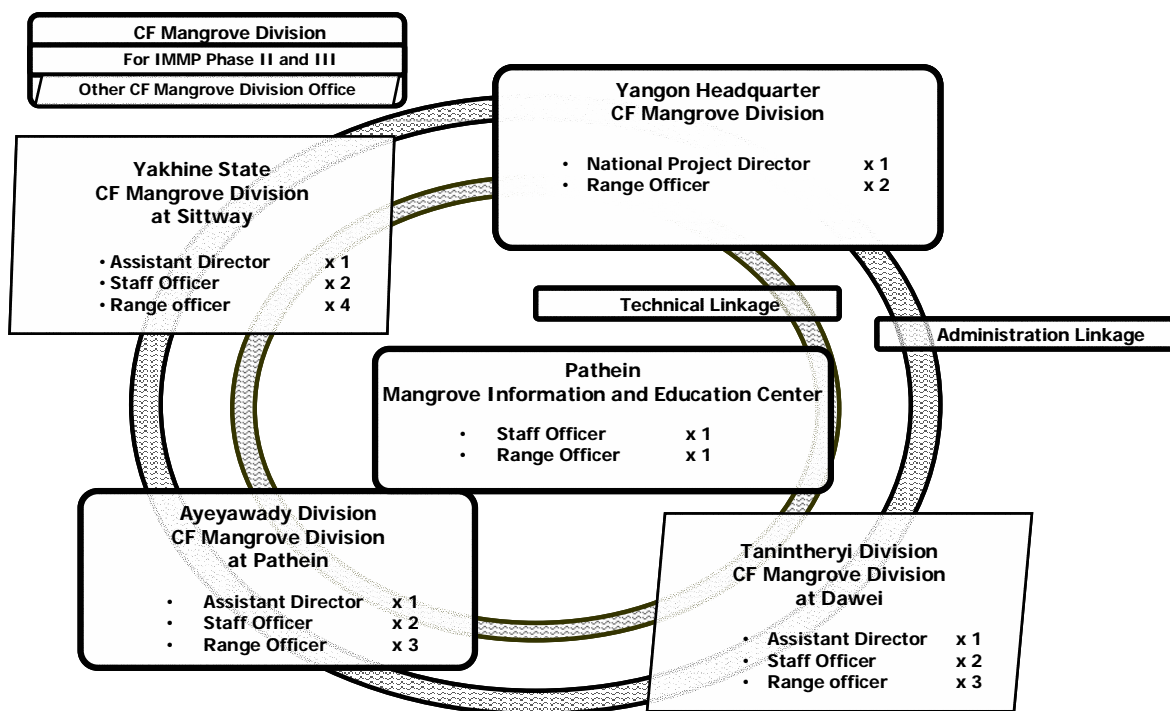 CF Mangrove Division
For IMMP Phase II and III
Other CF Mangrove Division Office
Yangon Headquarter
CF Mangrove Division
• National Project Director x 1
• Range Officer x 2
Yakhine State
CF Mangrove Division
at Sittway
• Assistant Director x 1
• Staff Officer x 2
• Range officer x 4
Technical Linkage
Administration Linkage
Pathein
Mangrove Information and Education Center
• Staff Officer x 1
• Range Officer x 1
Ayeyawady Division
CF Mangrove Division
at Pathein
• Assistant Director x 1
• Staff Officer x 2
• Range Officer x 3
Tanintheryi Division
CF Mangrove Division
at Dawei
• Assistant Director x 1
• Staff Officer x 2
• Range officer x 3